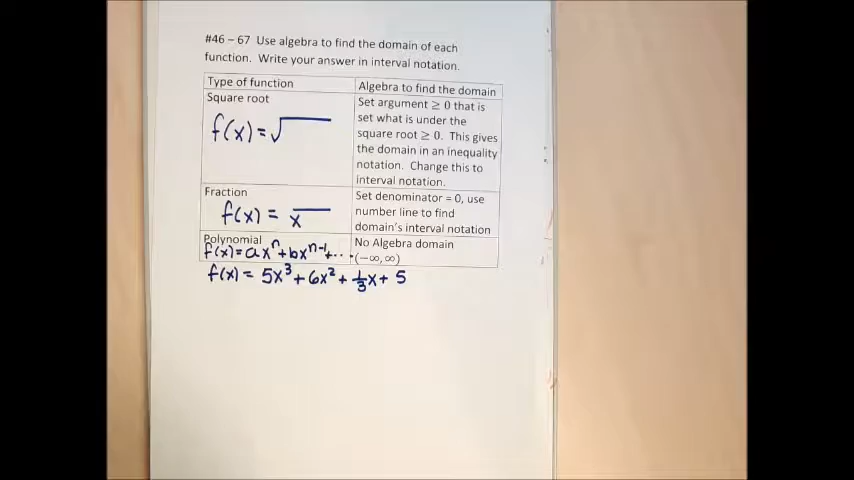 #46 – 67 Use algebra to find the domain of each
function. Write your answer in interval notation.
Type of function
Algebra to find the domain
Square root
f(x) = √‾
Set argument ≥ 0 that is
set what is under the
square root ≥ 0. This gives
the domain in an inequality
notation. Change this to
interval notation.
Fraction
f(x) = ‾/x
Set denominator = 0, use
number line to find
domain's interval notation
Polynomial
f(x)=axⁿ+bxⁿ⁻¹+...
No Algebra domain
(−∞,∞)
f(x) = 5x³ + 6x² + 1/3x + 5